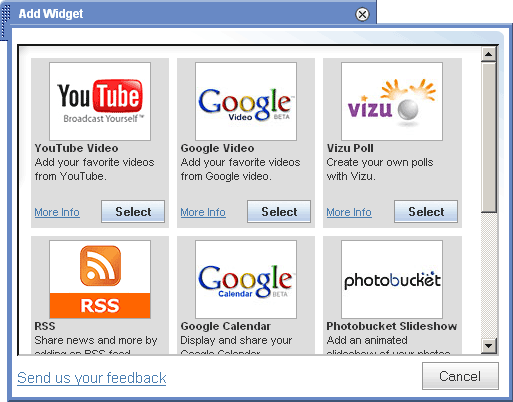 Add Widget
YouTube
Broadcast Yourself™
YouTube Video
Add your favorite videos
from YouTube.
More Info
Select
Google
Video BETA
Google Video
Add your favorite videos
from Google video.
More Info
Select
vizu
Vizu Poll
Create your own polls
with Vizu.
More Info
Select
RSS
RSS
Share news and more by
adding an RSS feed
Google
Calendar BETA
Google Calendar
Display and share your
Google Calendar
photobucket
Photobucket Slideshow
Add an animated
slideshow of your photos
Send us your feedback
Cancel